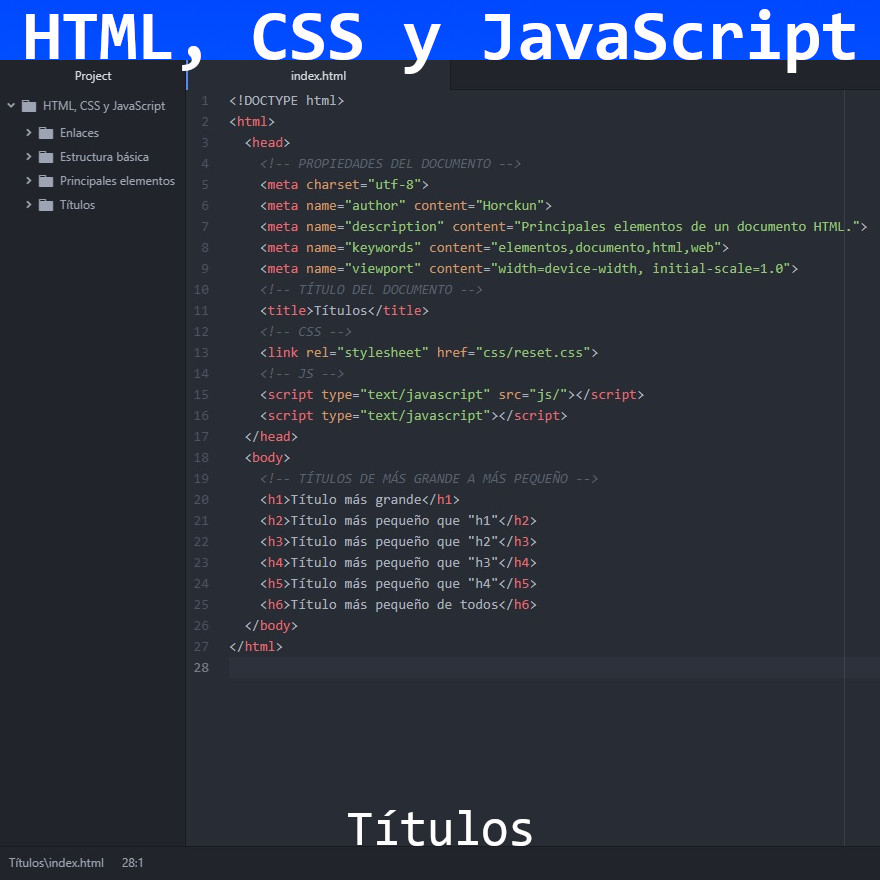 HTML, CSS y JavaScript
Project
index.html
HTML, CSS y JavaScript
Enlaces
Estructura básica
Principales elementos
Títulos
1 <!DOCTYPE html>
2 <html>
3 <head>
4 <!-- PROPIEDADES DEL DOCUMENTO -->
5 <meta charset="utf-8">
6 <meta name="author" content="Horckun">
7 <meta name="description" content="Principales elementos de un documento HTML.">
8 <meta name="keywords" content="elementos,documento,html,web">
9 <meta name="viewport" content="width=device-width, initial-scale=1.0">
10 <!-- TÍTULO DEL DOCUMENTO -->
11 <title>Títulos</title>
12 <!-- CSS -->
13 <link rel="stylesheet" href="css/reset.css">
14 <!-- JS -->
15 <script type="text/javascript" src="js/"></script>
16 <script type="text/javascript"></script>
17 </head>
18 <body>
19 <!-- TÍTULOS DE MÁS GRANDE A MÁS PEQUEÑO -->
20 <h1>Título más grande</h1>
21 <h2>Título más pequeño que "h1"</h2>
22 <h3>Título más pequeño que "h2"</h3>
23 <h4>Título más pequeño que "h3"</h4>
24 <h5>Título más pequeño que "h4"</h5>
25 <h6>Título más pequeño de todos</h6>
26 </body>
27 </html>
28
Títulos
Títulos\index.html 28:1